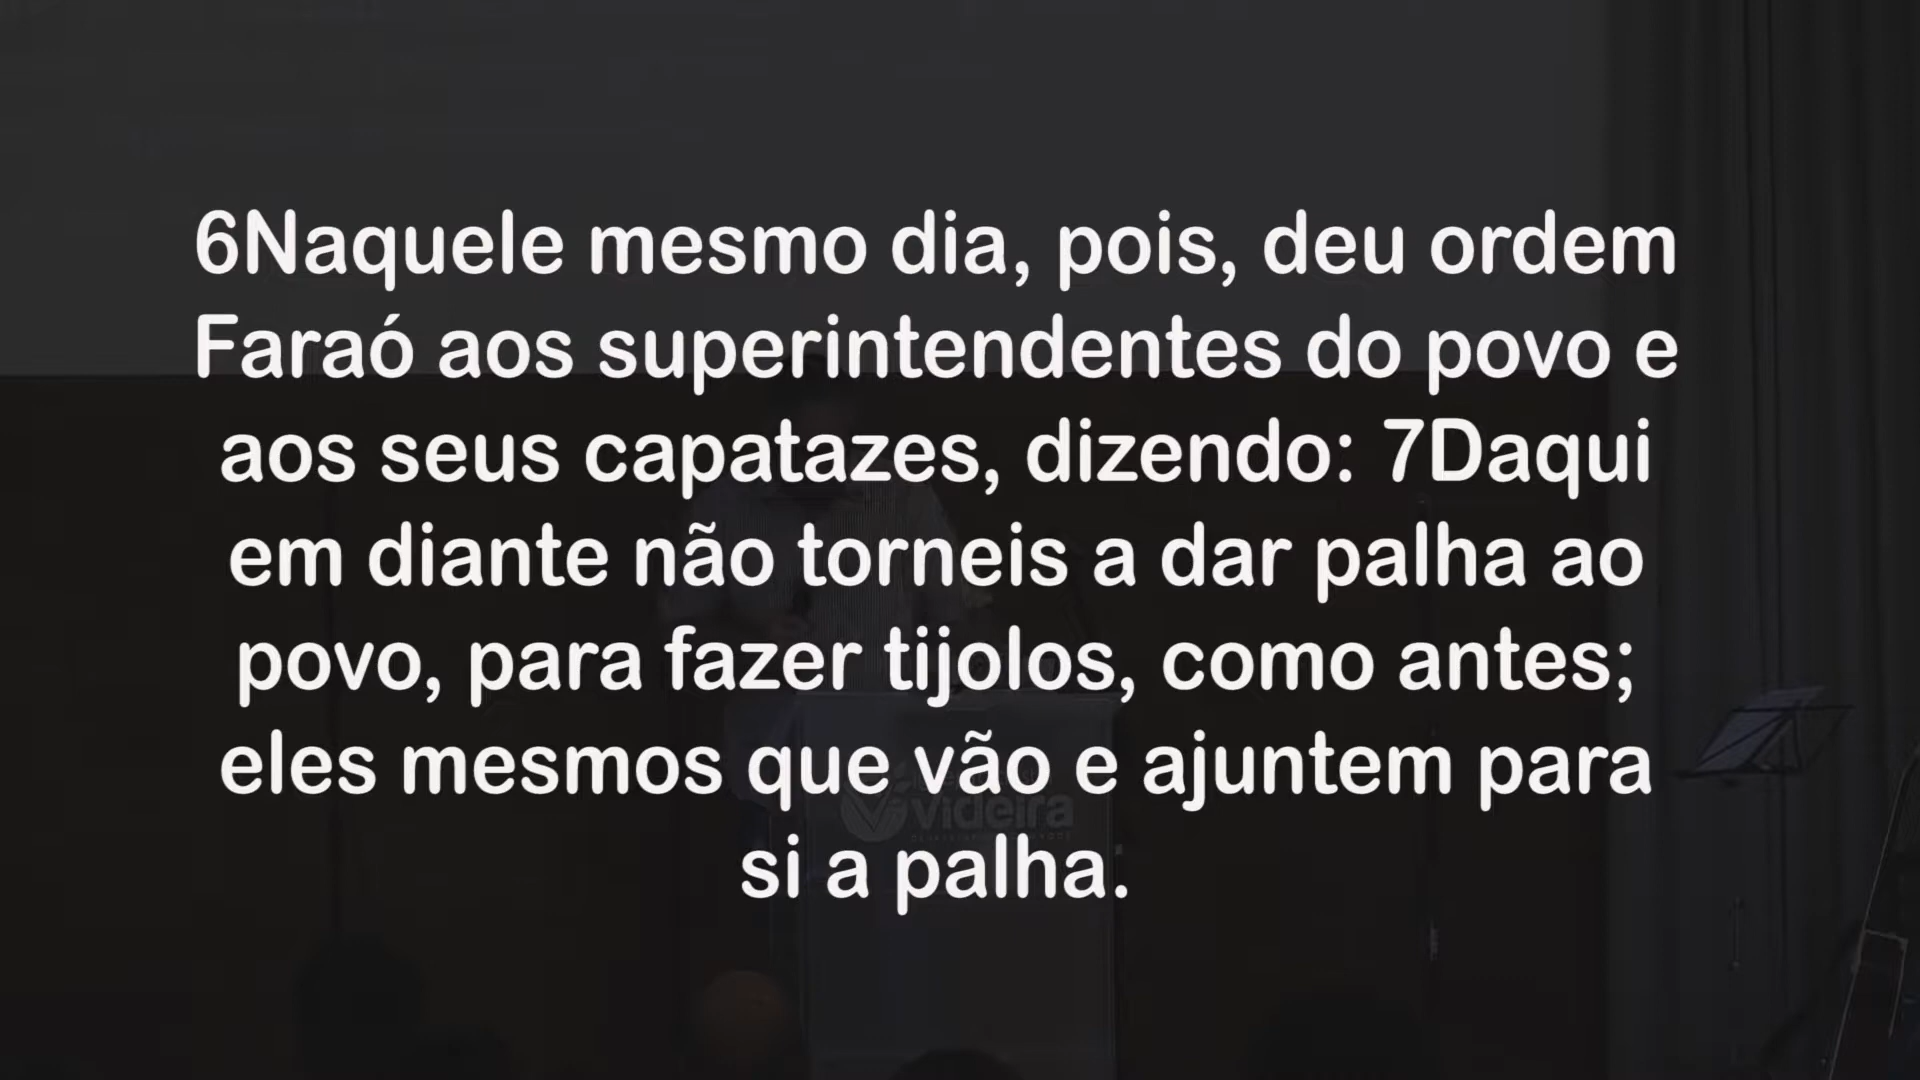 6Naquele mesmo dia, pois, deu ordem
Faraó aos superintendentes do povo e
aos seus capatazes, dizendo: 7Daqui
em diante não torneis a dar palha ao
povo, para fazer tijolos, como antes;
eles mesmos que vão e ajuntem para
si a palha.
Videira